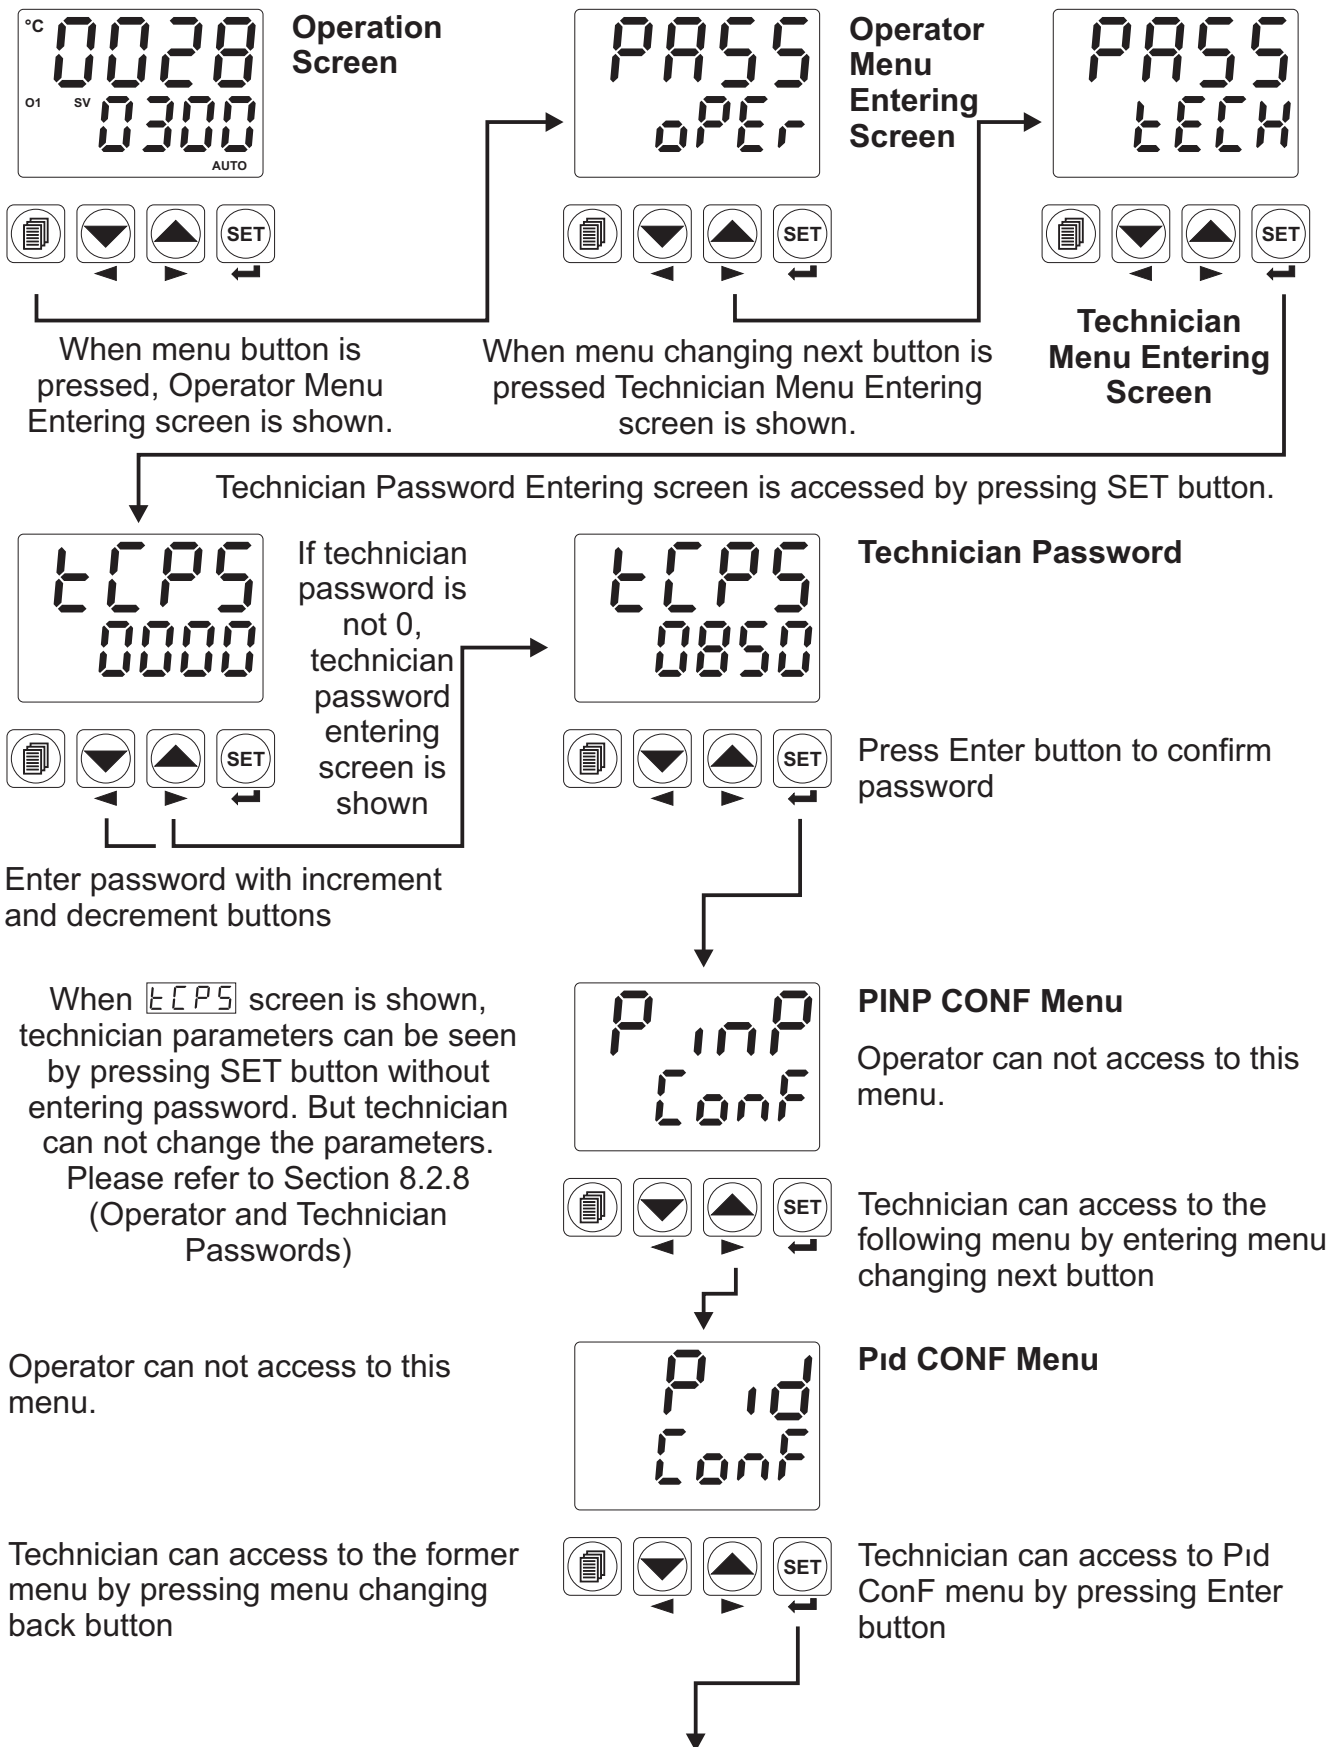 °C
0028
O1 SV 0300
AUTO
Operation
Screen
PASS
oPEr
Operator
Menu
Entering
Screen
PASS
tECH
SET
SET
SET
When menu button is
pressed, Operator Menu
Entering screen is shown.
When menu changing next button is
pressed Technician Menu Entering
screen is shown.
Technician
Menu Entering
Screen
Technician Password Entering screen is accessed by pressing SET button.
tCPS
0000
If technician
password is
not 0,
technician
password
entering
screen is
shown
tCPS
0850
Technician Password
SET
SET
Press Enter button to confirm
password
Enter password with increment
and decrement buttons
When tCPS screen is shown,
technician parameters can be seen
by pressing SET button without
entering password. But technician
can not change the parameters.
Please refer to Section 8.2.8
(Operator and Technician
Passwords)
PınP
ConF
PINP CONF Menu
Operator can not access to this
menu.
SET
Technician can access to the
following menu by entering menu
changing next button
Operator can not access to this
menu.
Pıd
ConF
Pıd CONF Menu
Technician can access to the former
menu by pressing menu changing
back button
SET
Technician can access to Pıd
ConF menu by pressing Enter
button